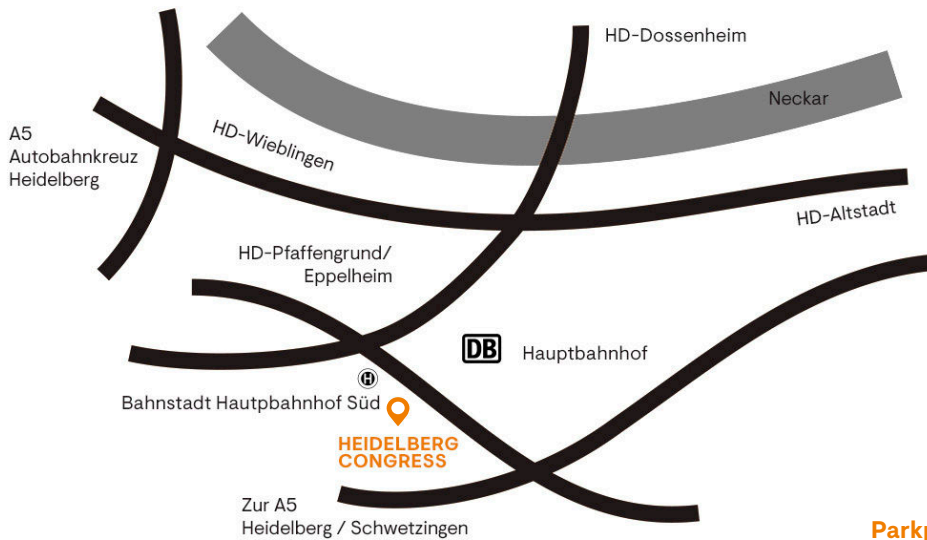 HD-Dossenheim
Neckar
A5
Autobahnkreuz
Heidelberg
HD-Wieblingen
HD-Altstadt
HD-Pfaffengrund/
Eppelheim
DB
Hauptbahnhof
H
Bahnstadt Hautpbahnhof Süd
HEIDELBERG
CONGRESS
Zur A5
Heidelberg / Schwetzingen